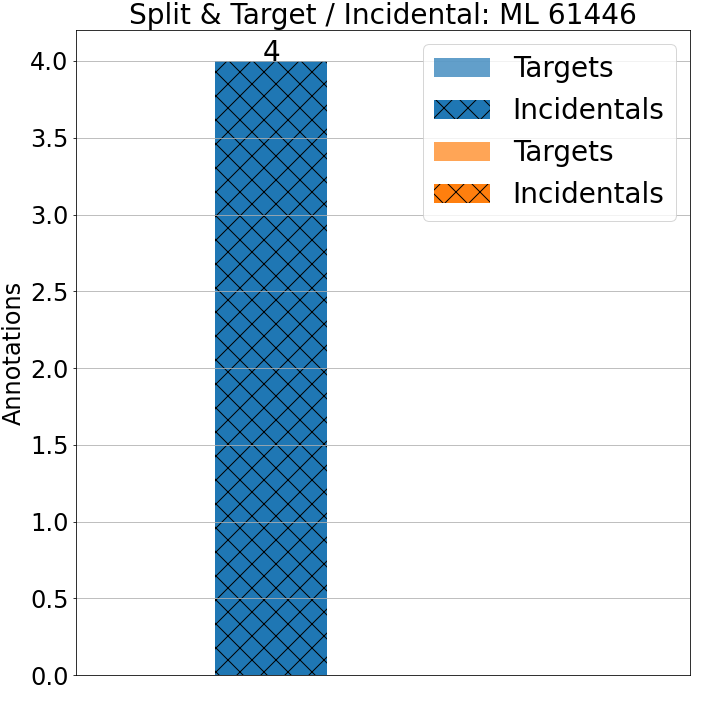 Split & Target / Incidental: ML 61446
4
Targets
Incidentals
Targets
Incidentals
Annotations
4.0
3.5
3.0
2.5
2.0
1.5
1.0
0.5
0.0